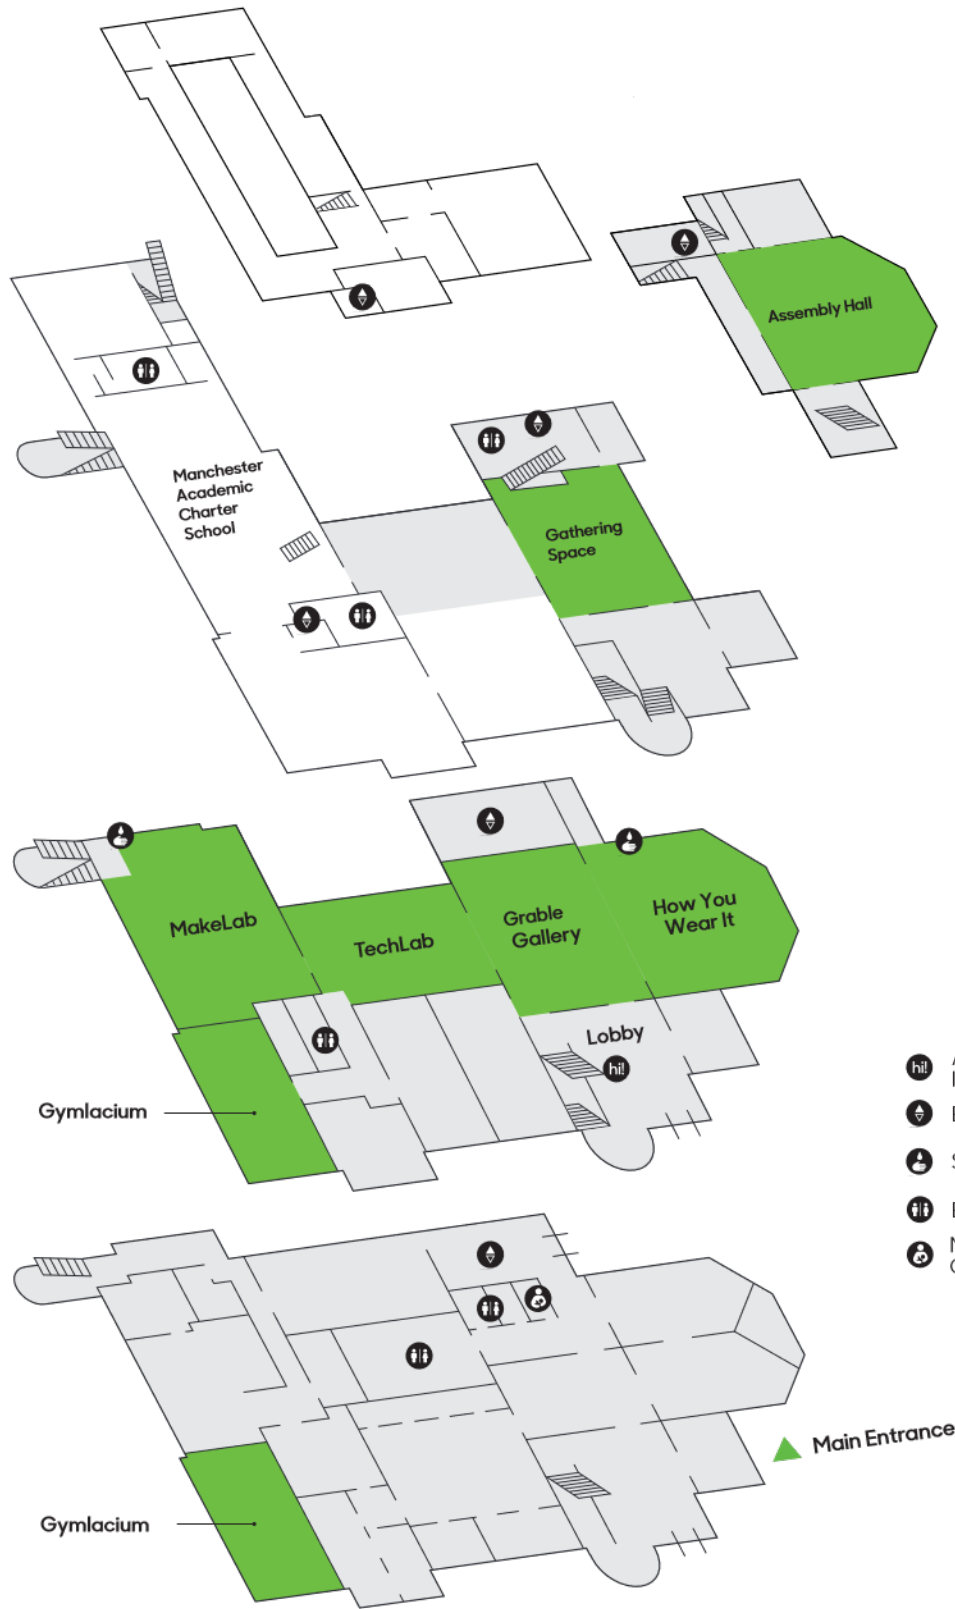 Assembly Hall
Manchester
Academic
Charter
School
Gathering
Space
MakeLab
TechLab
Grable
Gallery
How You
Wear It
Lobby
hi!
Gymlacium
hi!
Main Entrance
Gymlacium